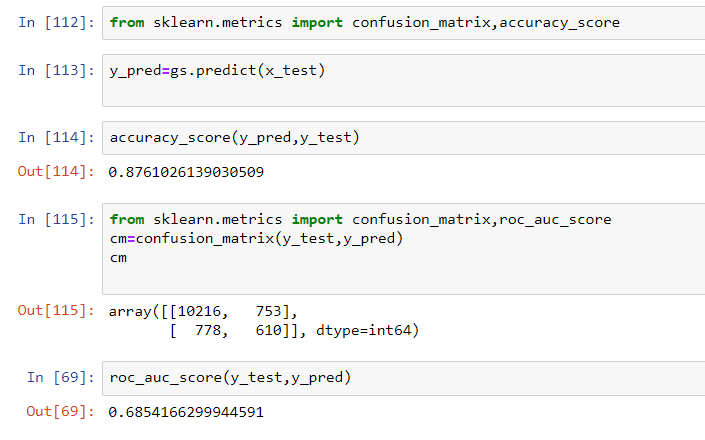 In [112]: from sklearn.metrics import confusion_matrix,accuracy_score
In [113]: y_pred=gs.predict(x_test)
In [114]: accuracy_score(y_pred,y_test)
Out[114]: 0.8761026139030509
In [115]: from sklearn.metrics import confusion_matrix,roc_auc_score
cm=confusion_matrix(y_test,y_pred)
cm
Out[115]: array([[10216,   753],
       [  778,   610]], dtype=int64)
In [69]: roc_auc_score(y_test,y_pred)
Out[69]: 0.6854166299944591